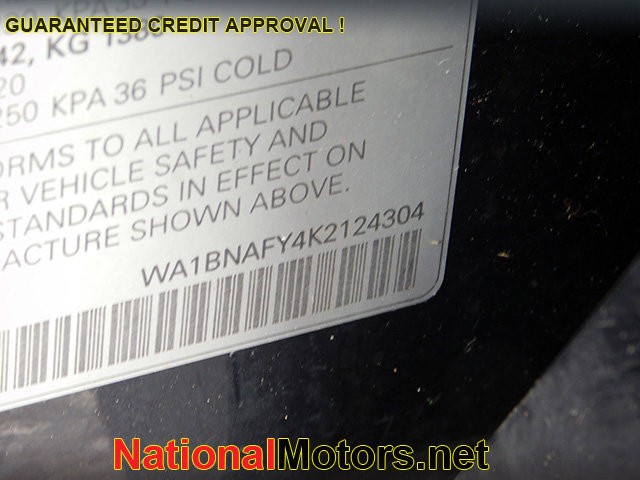 GUARANTEED CREDIT APPROVAL !
42, KG 1380
20
250 KPA 36 PSI COLD
ORMS TO ALL APPLICABLE
R VEHICLE SAFETY AND
STANDARDS IN EFFECT ON
ACTURE SHOWN ABOVE.
WA1BNAFY4K2124304
NationalMotors.net